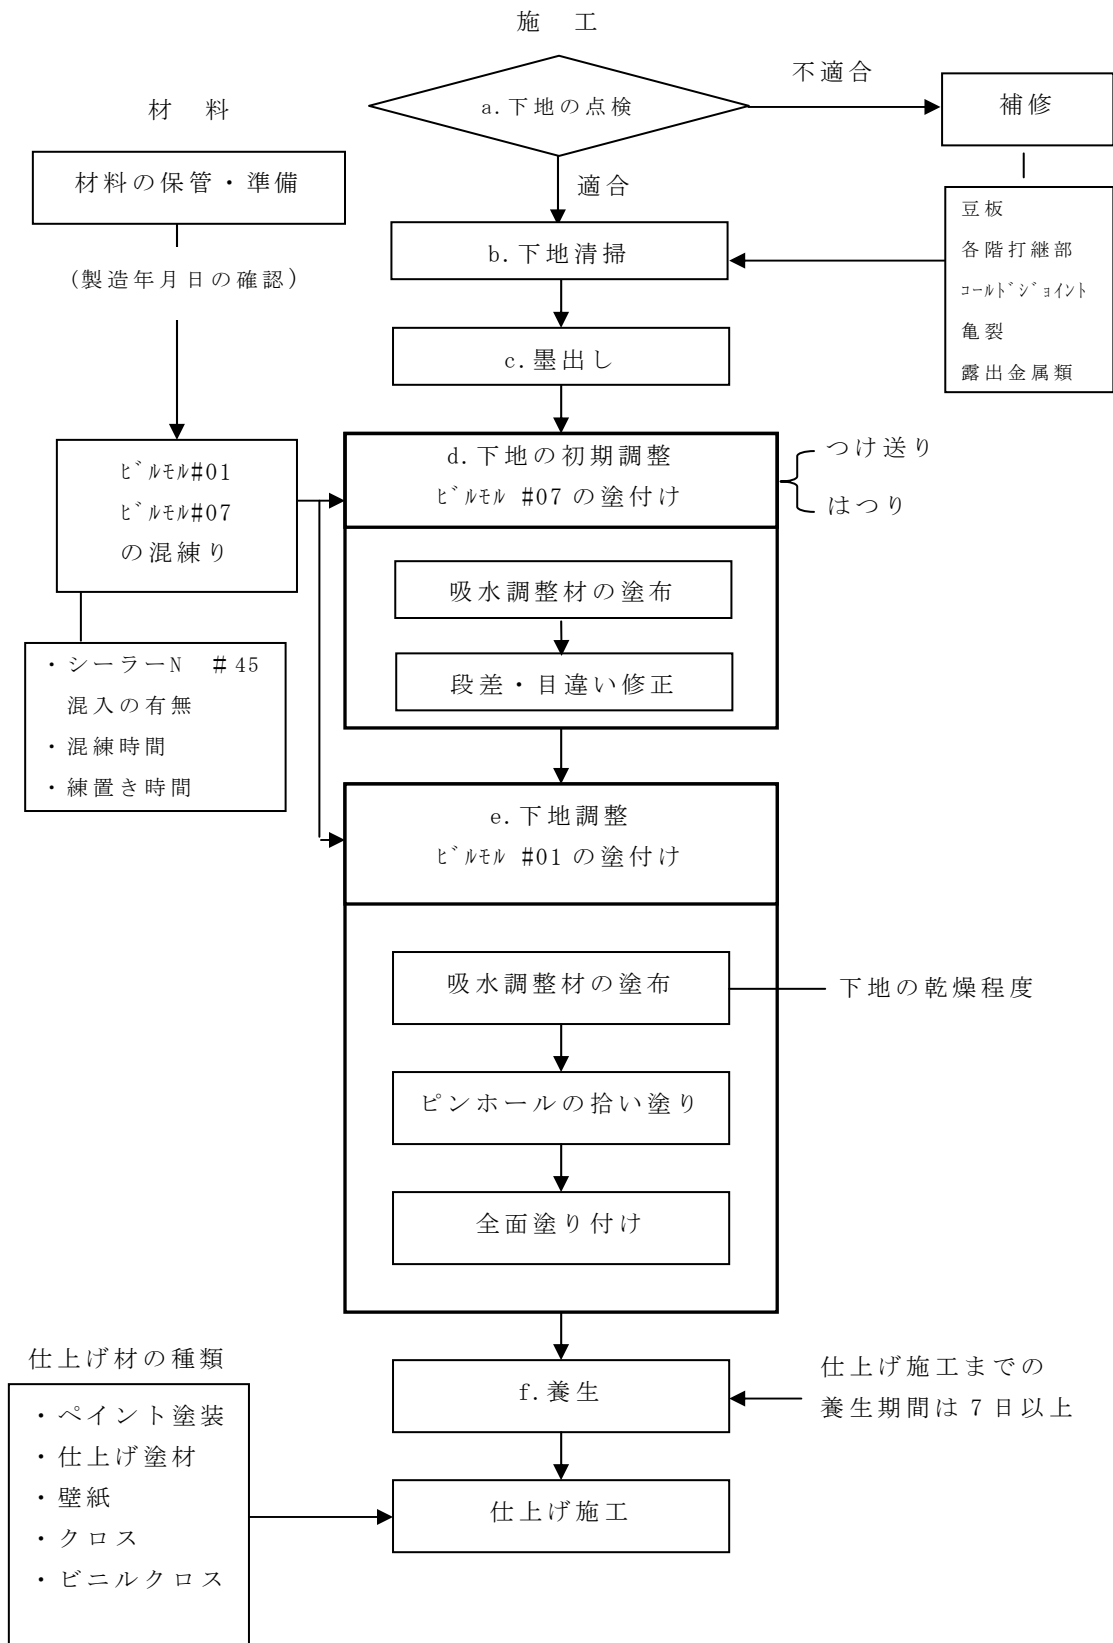 施　工
a.下地の点検
不適合
補修
豆板
各階打継部
ｺｰﾙﾄﾞｼﾞｮｲﾝﾄ
亀裂
露出金属類
材　料
材料の保管・準備
(製造年月日の確認)
適合
b.下地清掃
c.墨出し
ﾋﾞﾙﾓﾙ#01
ﾋﾞﾙﾓﾙ#07
の混練り
・シーラーN　＃45
混入の有無
・混練時間
・練置き時間
d.下地の初期調整
ﾋﾞﾙﾓﾙ #07の塗付け
つけ送り
はつり
吸水調整材の塗布
段差・目違い修正
e.下地調整
ﾋﾞﾙﾓﾙ #01の塗付け
吸水調整材の塗布
下地の乾燥程度
ピンホールの拾い塗り
全面塗り付け
f.養生
仕上げ施工までの
養生期間は7日以上
仕上げ材の種類
・ペイント塗装
・仕上げ塗材
・壁紙
・クロス
・ビニルクロス
仕上げ施工